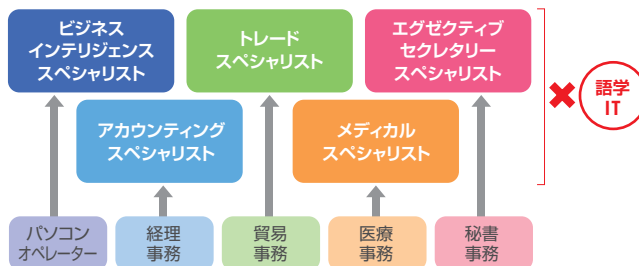 ビジネス
インテリジェンス
スペシャリスト
トレード
スペシャリスト
エグゼクティブ
セクレタリー
スペシャリスト
アカウンティング
スペシャリスト
メディカル
スペシャリスト
×
語学
IT
パソコン
オペレーター
経理
事務
貿易
事務
医療
事務
秘書
事務